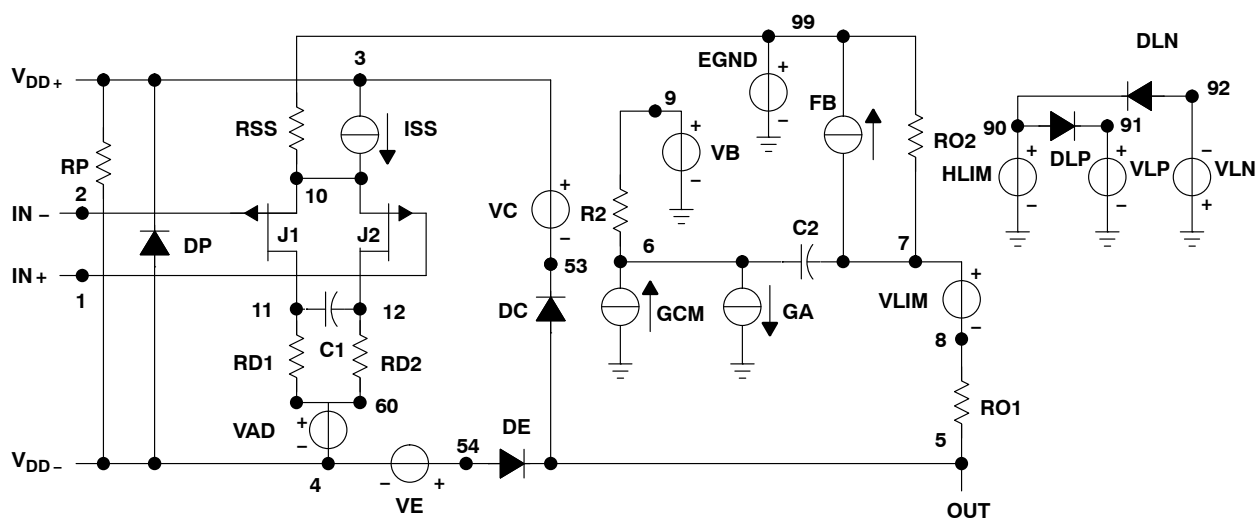 99
DLN
3
EGND
+
VDD+
9
FB
92
RSS
ISS
+
-
90
91
RP
VB
-
RO2
DLP
-
2
10
+
HLIM
-
+
VLP
-
VLN
+
IN-
VC
+
-
R2
J1
J2
DP
C2
6
7
IN+
53
+
1
GCM
GA
VLIM
-
11
12
DC
8
C1
RD1
RD2
RO1
60
VAD
+
-
DE
5
54
VDD-
4
-
+
VE
OUT